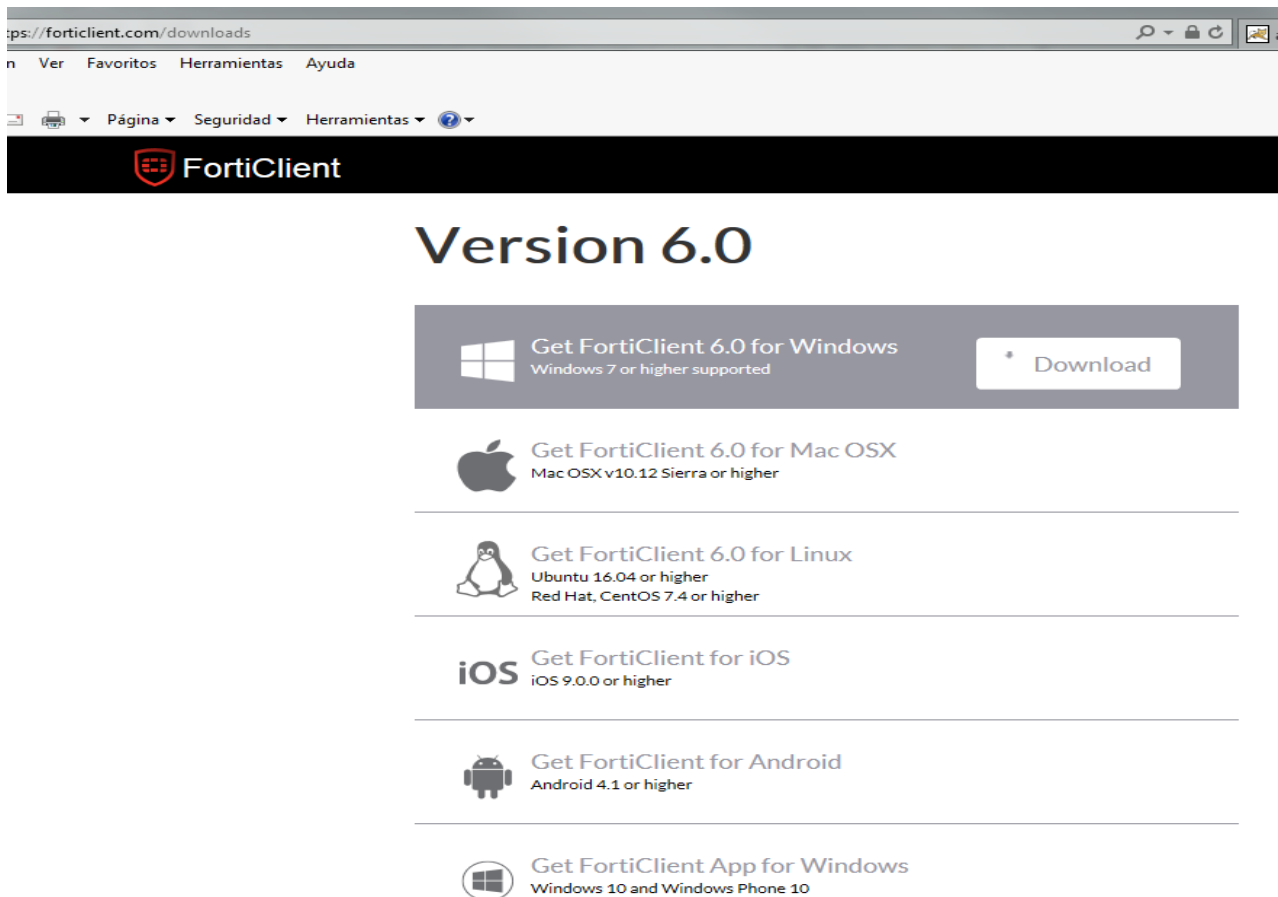 tps://forticlient.com/downloads
n Ver Favoritos Herramientas Ayuda
Página Seguridad Herramientas
FortiClient
Version 6.0
Get FortiClient 6.0 for Windows
Windows 7 or higher supported
Download
Get FortiClient 6.0 for Mac OSX
Mac OSX v10.12 Sierra or higher
Get FortiClient 6.0 for Linux
Ubuntu 16.04 or higher
Red Hat, CentOS 7.4 or higher
iOS
Get FortiClient for iOS
iOS 9.0.0 or higher
Get FortiClient for Android
Android 4.1 or higher
Get FortiClient App for Windows
Windows 10 and Windows Phone 10